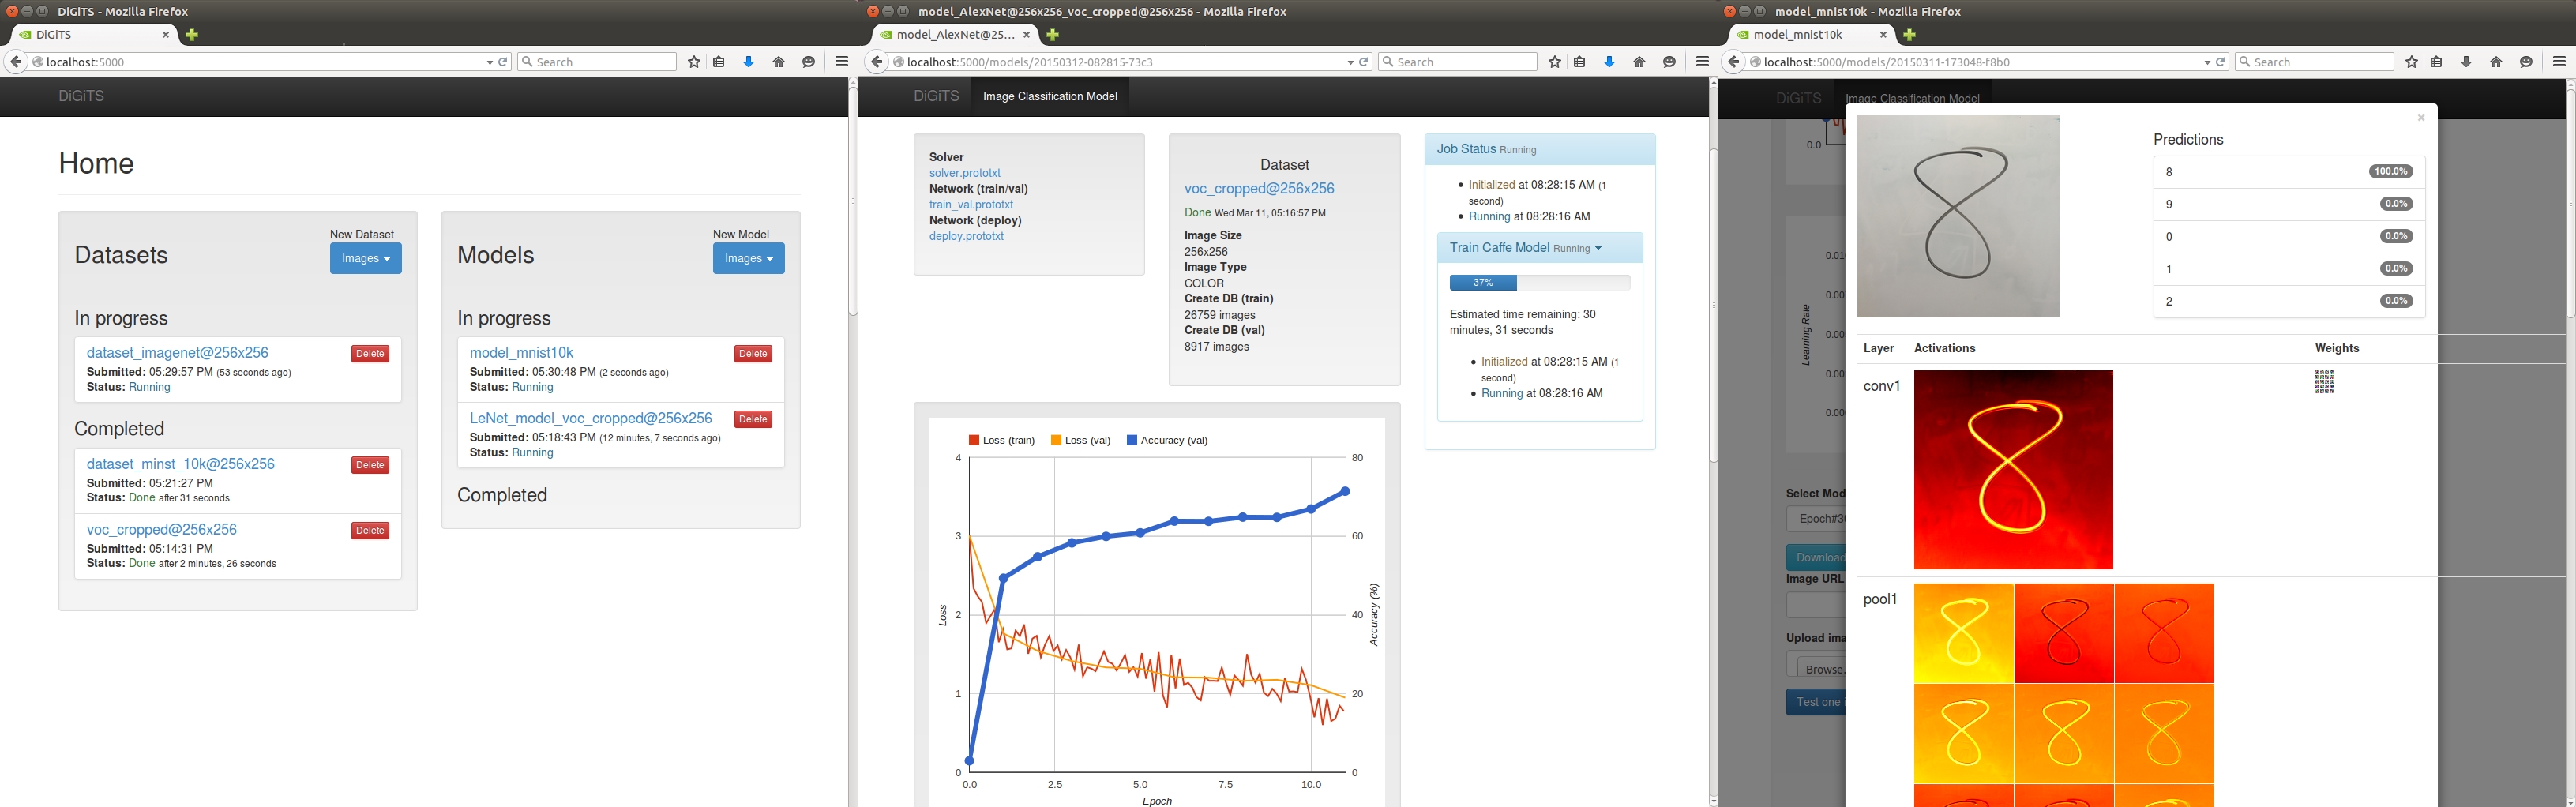 DiGiTS - Mozilla Firefox
DiGiTS
localhost:5000
Search
DiGiTS
Home
Datasets
New Dataset
Images
In progress
dataset_imagenet@256x256
Delete
Submitted: 05:29:57 PM (53 seconds ago)
Status: Running
Completed
dataset_minst_10k@256x256
Delete
Submitted: 05:21:27 PM
Status: Done after 31 seconds
voc_cropped@256x256
Delete
Submitted: 05:14:31 PM
Status: Done after 2 minutes, 26 seconds
Models
New Model
Images
In progress
model_mnist10k
Delete
Submitted: 05:30:48 PM (2 seconds ago)
Status: Running
LeNet_model_voc_cropped@256x256
Delete
Submitted: 05:18:43 PM (12 minutes, 7 seconds ago)
Status: Running
Completed
model_AlexNet@256x256_voc_cropped@256x256 - Mozilla Firefox
model_AlexNet@25...
localhost:5000/models/20150312-082815-73c3
Search
DiGiTS
Image Classification Model
Solver
solver.prototxt
Network (train/val)
train_val.prototxt
Network (deploy)
deploy.prototxt
Dataset
voc_cropped@256x256
Done Wed Mar 11, 05:16:57 PM
Image Size
256x256
Image Type
COLOR
Create DB (train)
26759 images
Create DB (val)
8917 images
Job Status Running
Initialized at 08:28:15 AM (1
second)
Running at 08:28:16 AM
Train Caffe Model Running
37%
Estimated time remaining: 30
minutes, 31 seconds
Initialized at 08:28:15 AM (1
second)
Running at 08:28:16 AM
Loss (train)
Loss (val)
Accuracy (val)
4
3
2
1
0
Loss
80
60
40
20
0
Accuracy (%)
0.0
2.5
5.0
7.5
10.0
Epoch
model_mnist10k - Mozilla Firefox
model_mnist10k
localhost:5000/models/20150311-173048-f8b0
Search
DiGiTS
Image Classification Model
0.0
0.01
0.00
0.00
0.00
0.00
Learning Rate
Select Mod
Epoch#3
Download
Image URL
Upload ima
Browse.
Test one
8
Predictions
8 100.0%
9 0.0%
0 0.0%
1 0.0%
2 0.0%
Layer
Activations
Weights
conv1
pool1